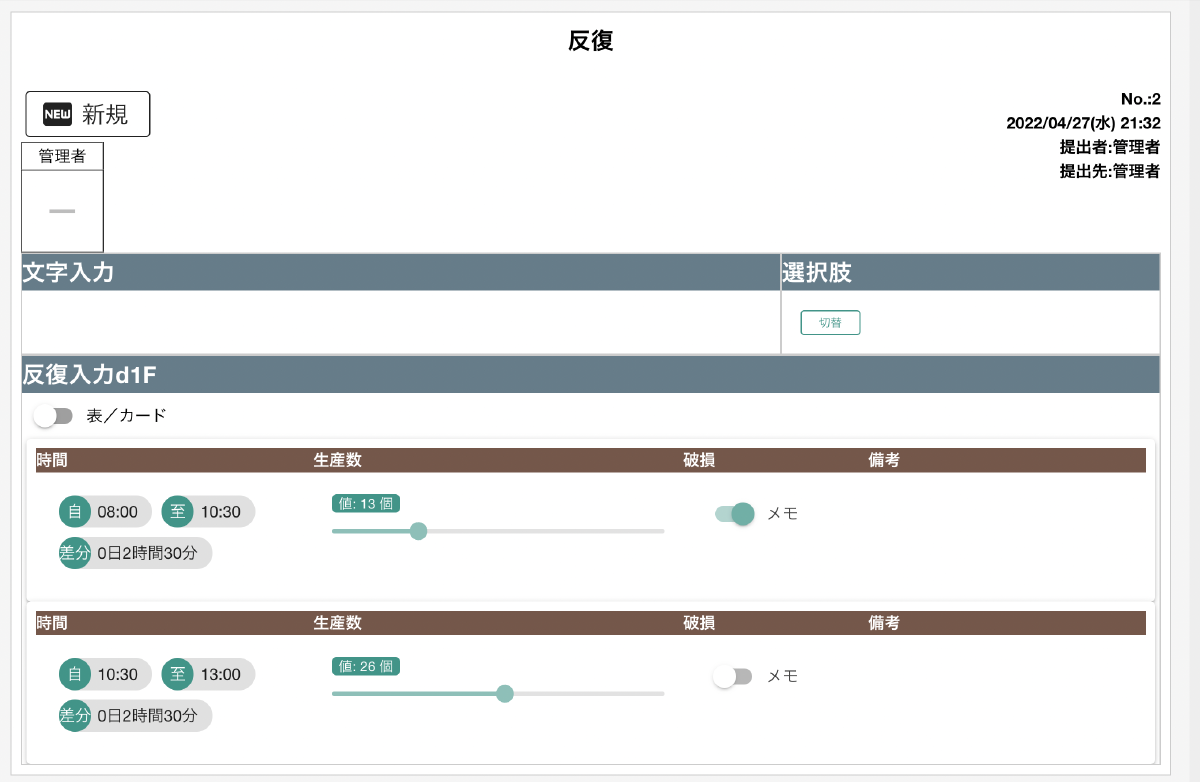 反復
NEW 新規
No.:2
2022/04/27(水) 21:32
提出者:管理者
提出先:管理者
管理者
文字入力 選択肢
切替
反復入力d1F
表／カード
時間 生産数 破損 備考
値: 13 個
自 08:00 至 10:30 メモ
差分 0日2時間30分
時間 生産数 破損 備考
値: 26 個
自 10:30 至 13:00 メモ
差分 0日2時間30分